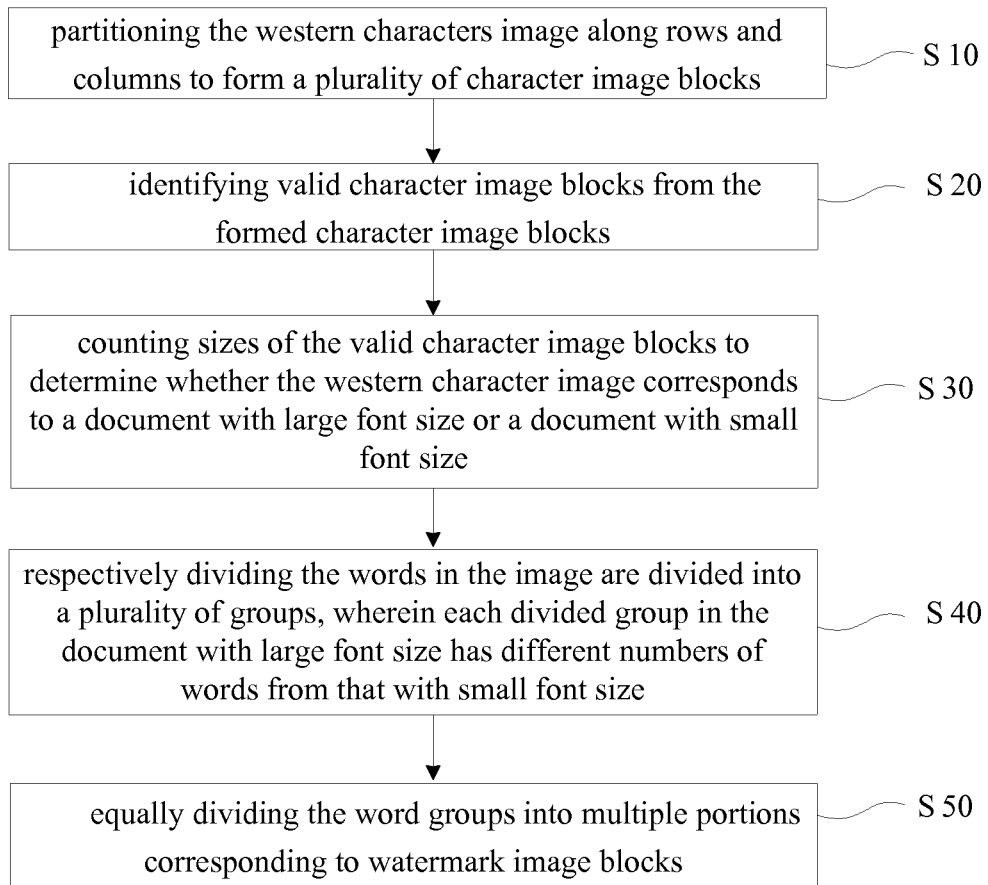 partitioning the western characters image along rows and
columns to form a plurality of character image blocks
S 10
identifying valid character image blocks from the
formed character image blocks
S 20
counting sizes of the valid character image blocks to
determine whether the western character image corresponds
to a document with large font size or a document with small
font size
S 30
respectively dividing the words in the image are divided into
a plurality of groups, wherein each divided group in the
document with large font size has different numbers of
words from that with small font size
S 40
equally dividing the word groups into multiple portions
corresponding to watermark image blocks
S 50